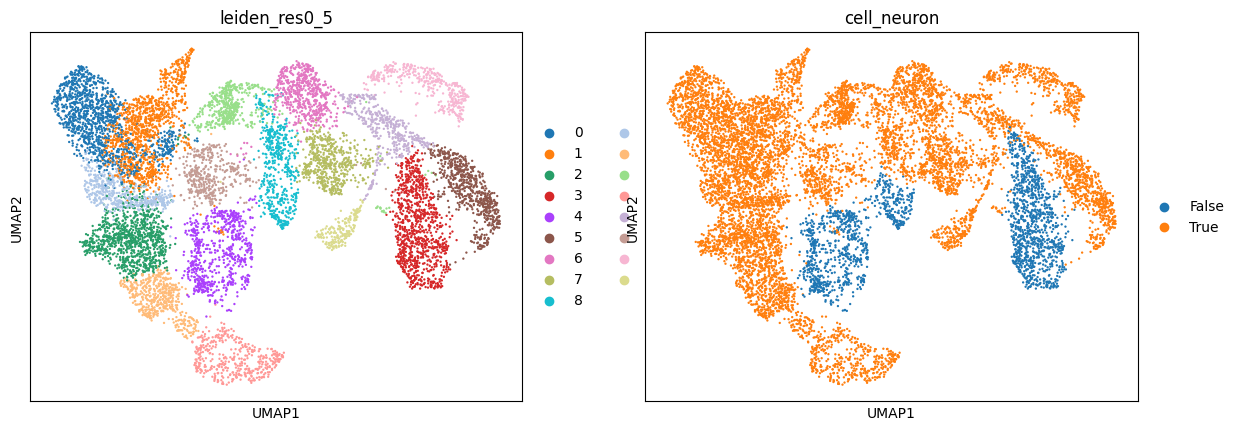 leiden_res0_5
UMAP2
UMAP1
0
1
2
3
4
5
6
7
8
cell_neuron
UMAP2
UMAP1
False
True